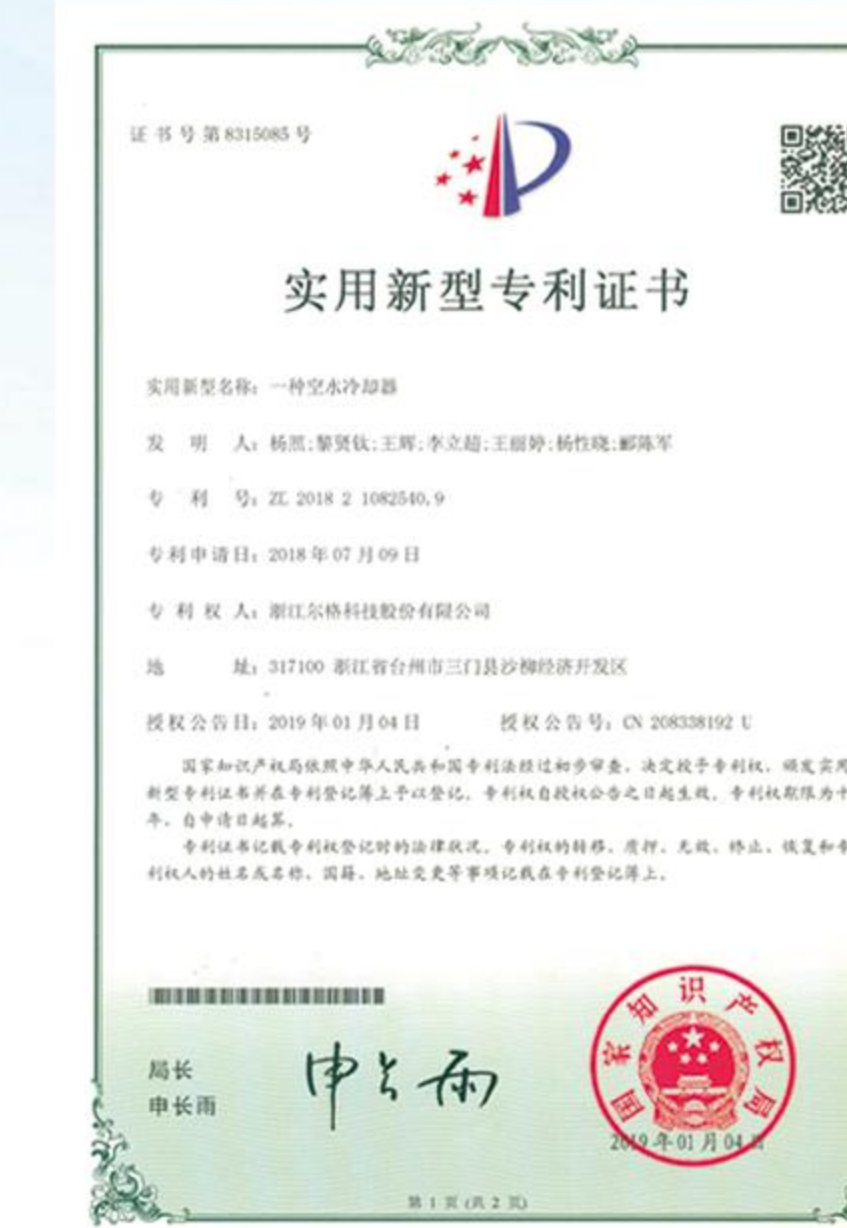 证书号第8315085号
实用新型专利证书
实用新型名称：一种空水冷却器
发 明 人：杨照;黎贤钛;王辉;李立超;王丽婷;杨性晓;郦陈军
专 利 号：ZL 2018 2 1082540.9
专利申请日：2018年07月09日
专 利 权 人：浙江尔格科技股份有限公司
地 址：317100 浙江省台州市三门县沙柳经济开发区
授权公告日：2019年01月04日 授权公告号：CN 208338192 U
国家知识产权局依照中华人民共和国专利法经过初步审查，决定授予专利权，颁发实用
新型专利证书并在专利登记簿上予以登记。专利权自授权公告之日起生效。专利权期限为十
年，自申请日起算。
专利证书记载专利权登记时的法律状况。专利权的转移、质押、无效、终止、恢复和专
利权人的姓名或名称、国籍、地址变更等事项记载在专利登记簿上。
局长
申长雨
申长雨
国家知识产权局
2019年01月04日
第 1 页 (共 2 页)